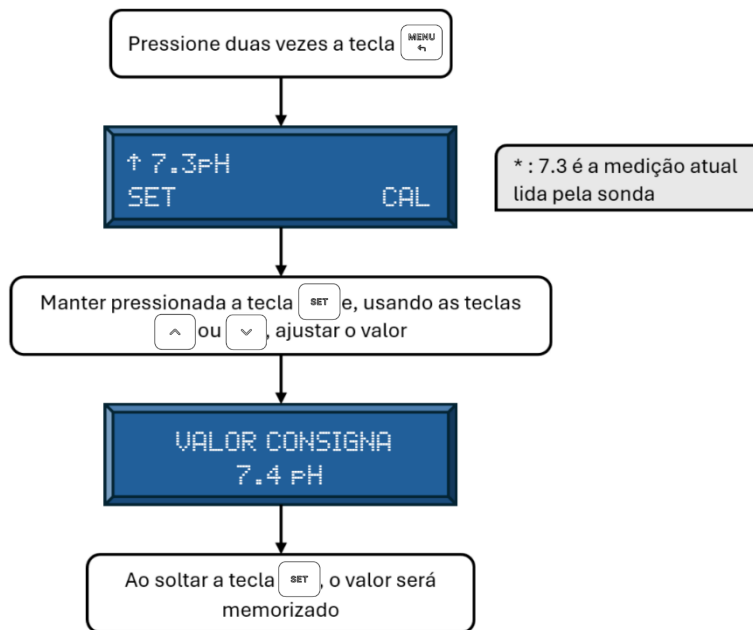 Pressione duas vezes a tecla MENU
↑ 7.3pH
SET CAL
* : 7.3 é a medição atual
lida pela sonda
Manter pressionada a tecla SET e, usando as teclas
ou , ajustar o valor
VALOR CONSIGNA
7.4 pH
Ao soltar a tecla SET , o valor será
memorizado